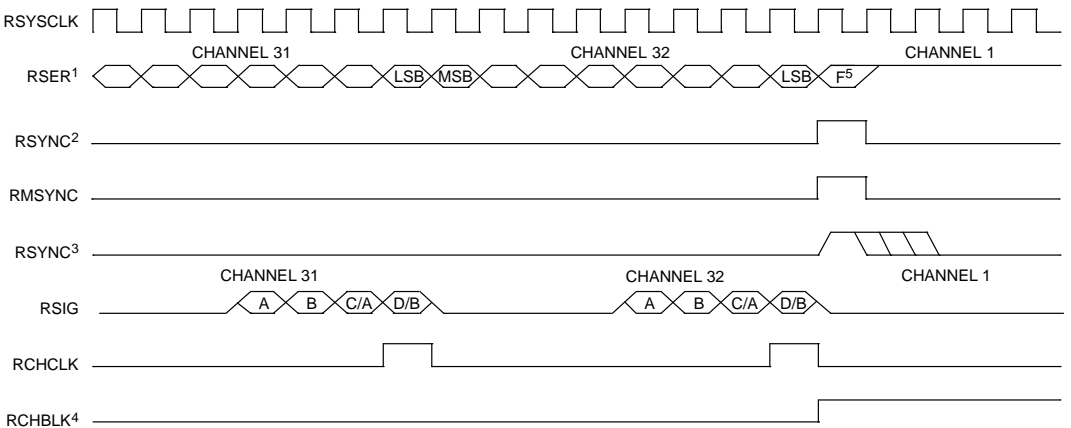 RSYSCLK
CHANNEL 31 CHANNEL 32 CHANNEL 1
RSER1 LSB MSB LSB F5
RSYNC2
RMSYNC
RSYNC3
CHANNEL 31 CHANNEL 32 CHANNEL 1
RSIG A B C/A D/B A B C/A D/B
RCHCLK
RCHBLK4